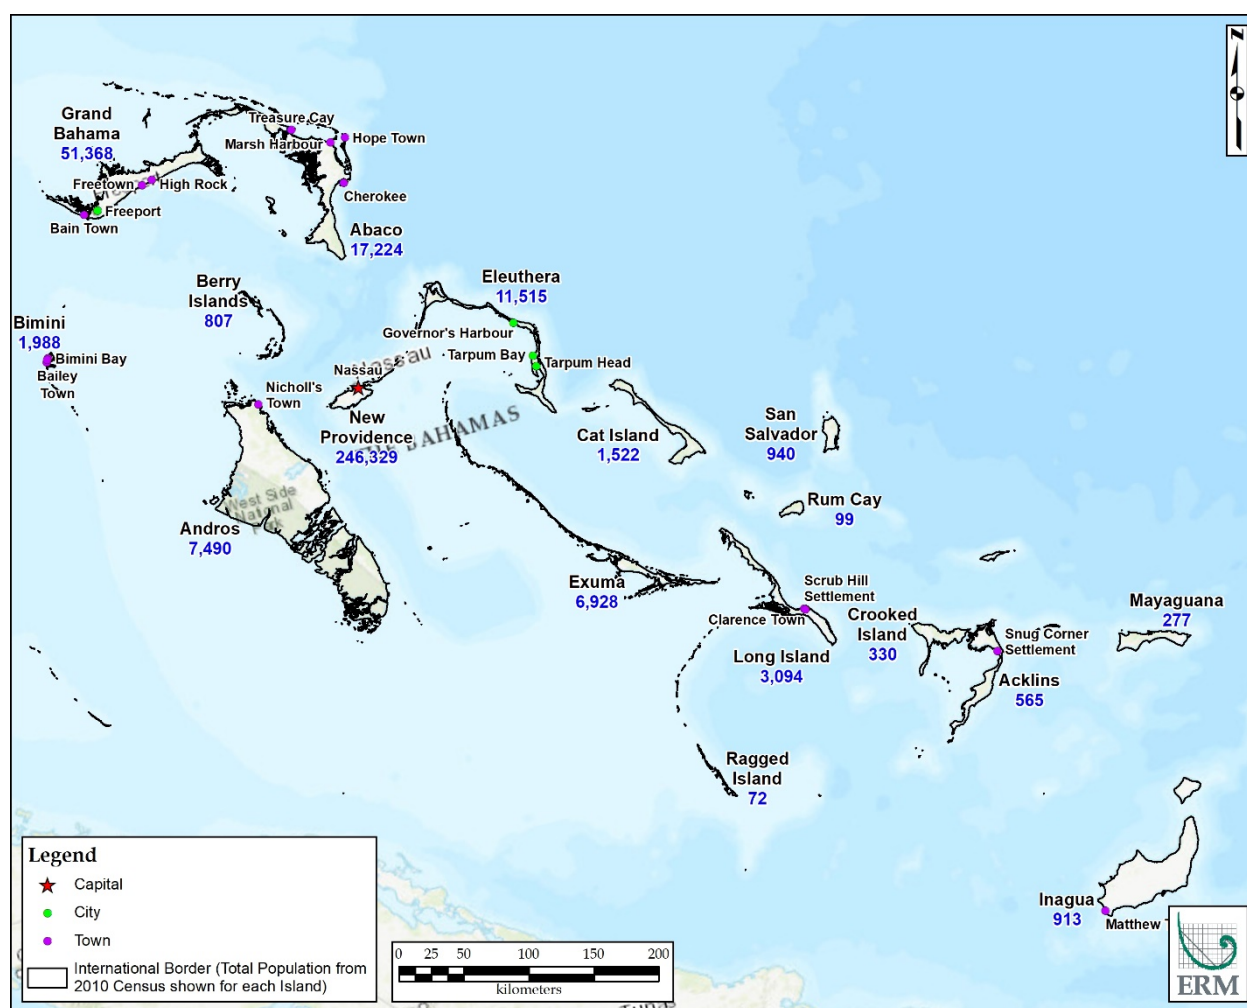 N
Grand
Bahama
51,368
Treasure Cay
Hope Town
Marsh Harbour
Freetown
High Rock
Cherokee
Freeport
Bain Town
Abaco
17,224
Berry
Islands
807
Eleuthera
11,515
Bimini
1,988
Bimini Bay
Bailey
Town
Governor's Harbour
Tarpum Bay
Tarpum Head
Nassau
Nassau
Nicholl's
Town
New
Providence
246,329
BAHAMAS
Cat Island
1,522
San
Salvador
940
Rum Cay
99
West Side
National
Park
Andros
7,490
Exuma
6,928
Scrub Hill
Settlement
Clarence Town
Long Island
3,094
Crooked
Island
330
Snug Corner
Settlement
Acklins
565
Mayaguana
277
Ragged
Island
72
Inagua
913
Matthew
Legend
Capital
City
Town
International Border (Total Population from
2010 Census shown for each Island)
0 25 50 100 150 200
kilometers
ERM